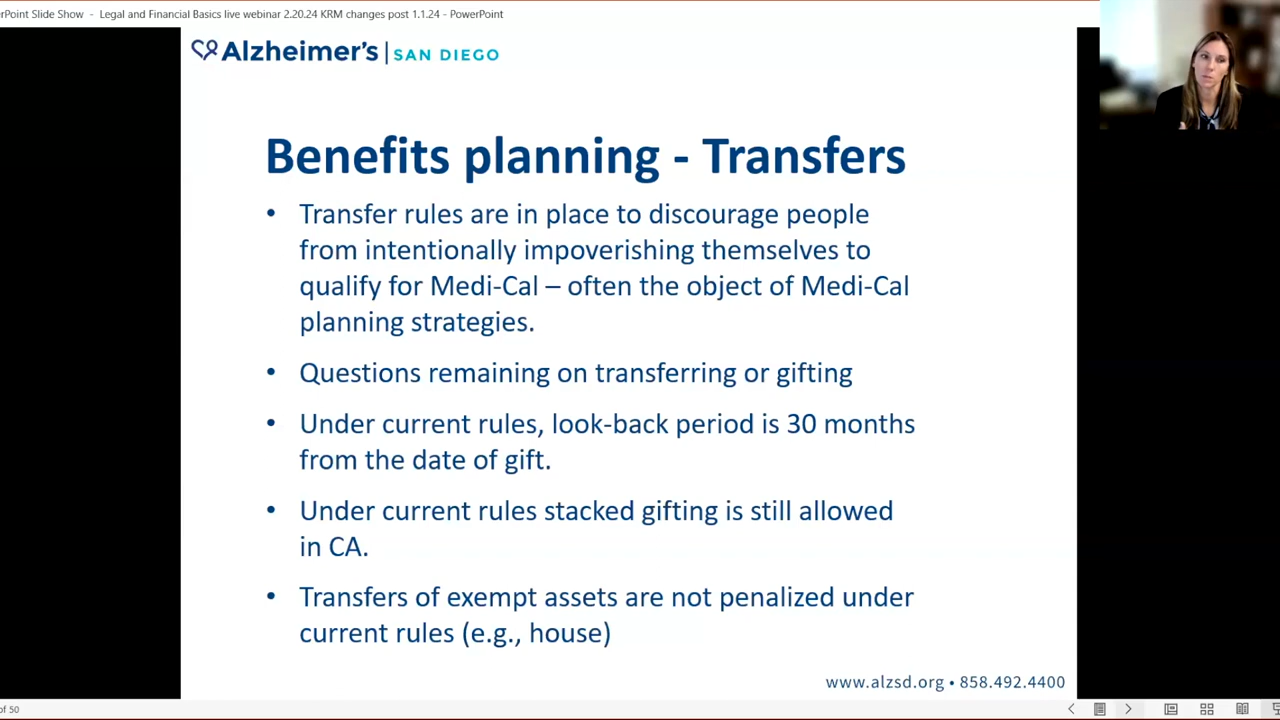 rPoint Slide Show - Legal and Financial Basics live webinar 2.20.24 KRM changes post 1.1.24 - PowerPoint
Alzheimer's | SAN DIEGO
Benefits planning - Transfers
• Transfer rules are in place to discourage people
from intentionally impoverishing themselves to
qualify for Medi-Cal – often the object of Medi-Cal
planning strategies.
• Questions remaining on transferring or gifting
• Under current rules, look-back period is 30 months
from the date of gift.
• Under current rules stacked gifting is still allowed
in CA.
• Transfers of exempt assets are not penalized under
current rules (e.g., house)
www.alzsd.org • 858.492.4400
of 50